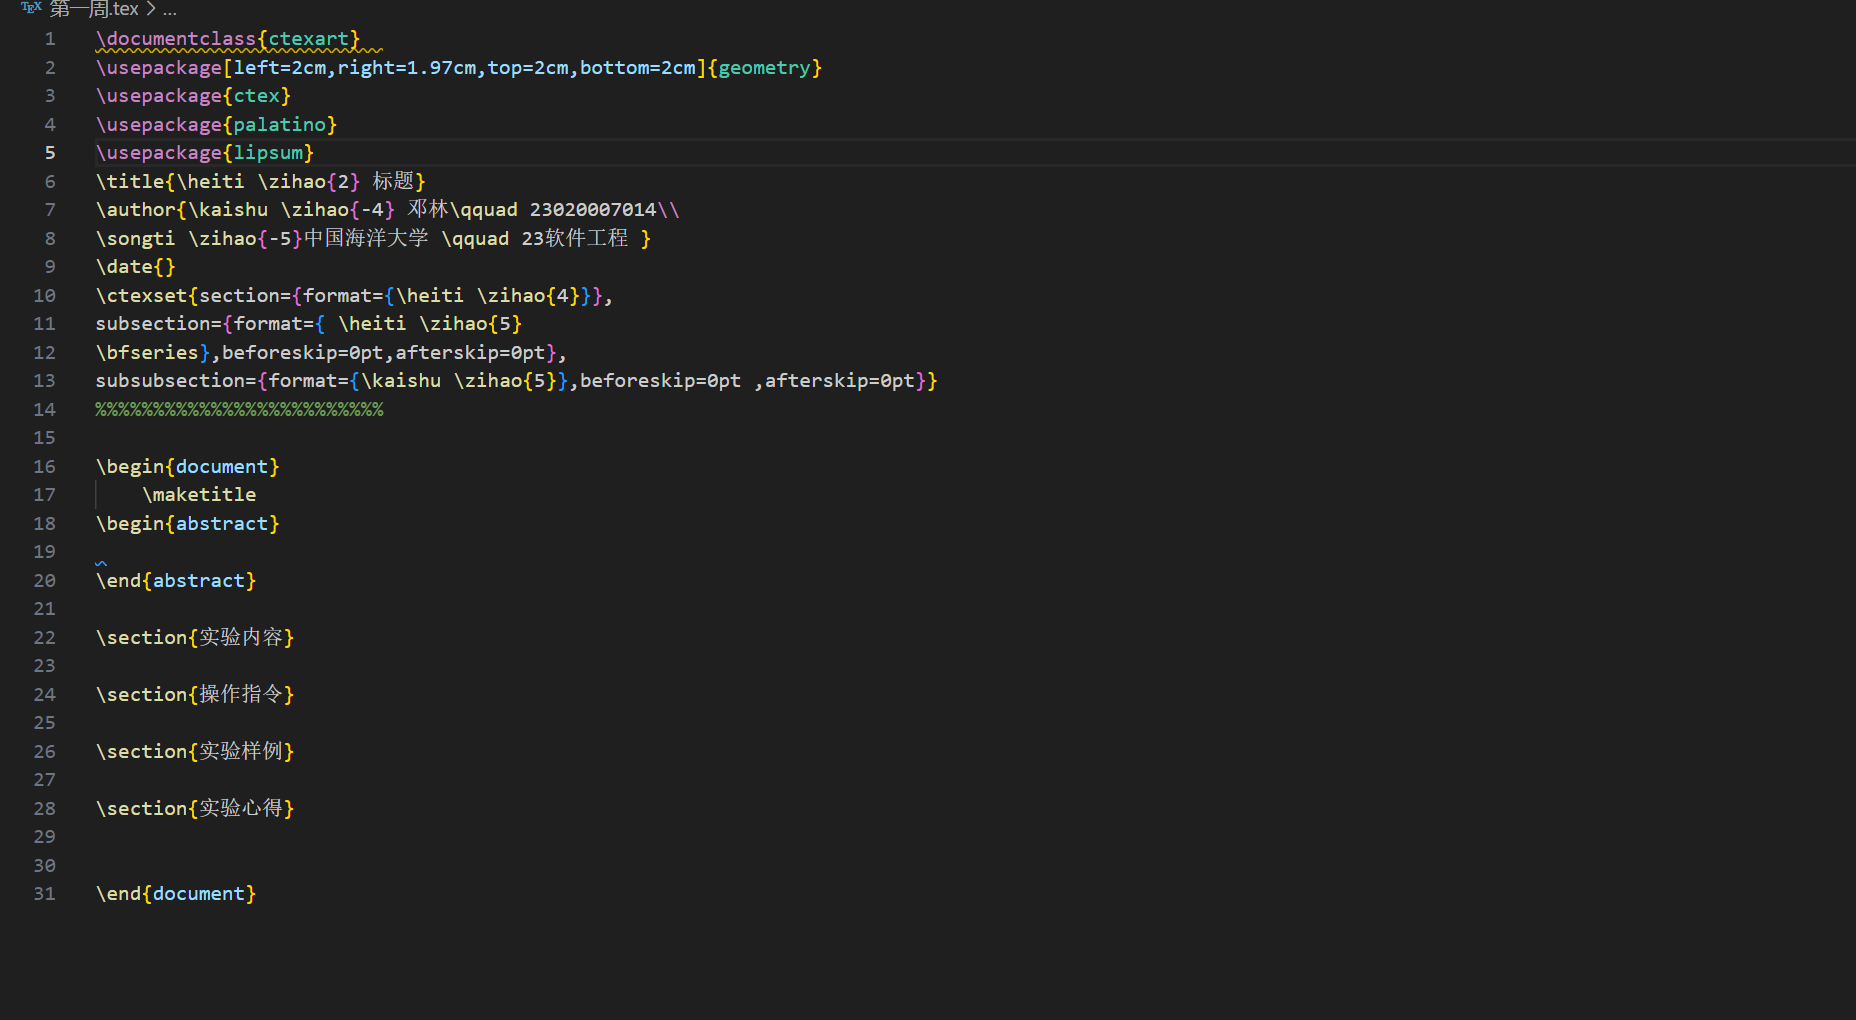 TEX 第一周.tex > ...
1 \documentclass{ctexart}
2 \usepackage[left=2cm,right=1.97cm,top=2cm,bottom=2cm]{geometry}
3 \usepackage{ctex}
4 \usepackage{palatino}
5 \usepackage{lipsum}
6 \title{\heiti \zihao{2} 标题}
7 \author{\kaishu \zihao{-4} 邓林\qquad 23020007014\\
8 \songti \zihao{-5}中国海洋大学 \qquad 23软件工程 }
9 \date{}
10 \ctexset{section={format={\heiti \zihao{4}}},
11 subsection={format={ \heiti \zihao{5}
12 \bfseries},beforeskip=0pt,afterskip=0pt},
13 subsubsection={format={\kaishu \zihao{5}},beforeskip=0pt ,afterskip=0pt}}
14 %%%%%%%%%%%%%%%%%%%%%%%%%
15
16 \begin{document}
17     \maketitle
18 \begin{abstract}
19
20 \end{abstract}
21
22 \section{实验内容}
23
24 \section{操作指令}
25
26 \section{实验样例}
27
28 \section{实验心得}
29
30
31 \end{document}